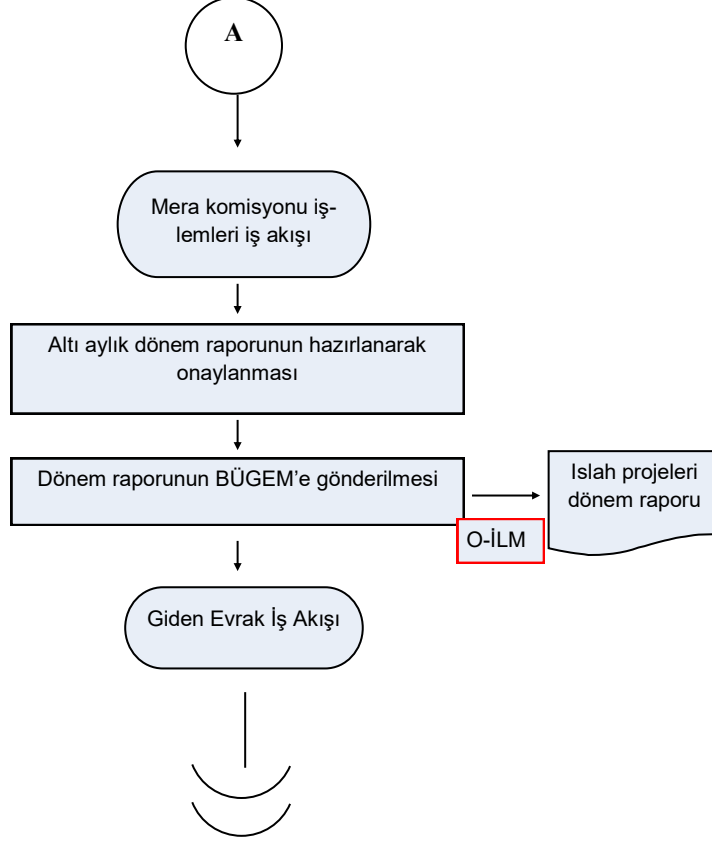 A
Mera komisyonu iş-
lemleri iş akışı
Altı aylık dönem raporunun hazırlanarak
onaylanması
Dönem raporunun BÜGEM’e gönderilmesi
Islah projeleri
dönem raporu
O-İLM
Giden Evrak İş Akışı